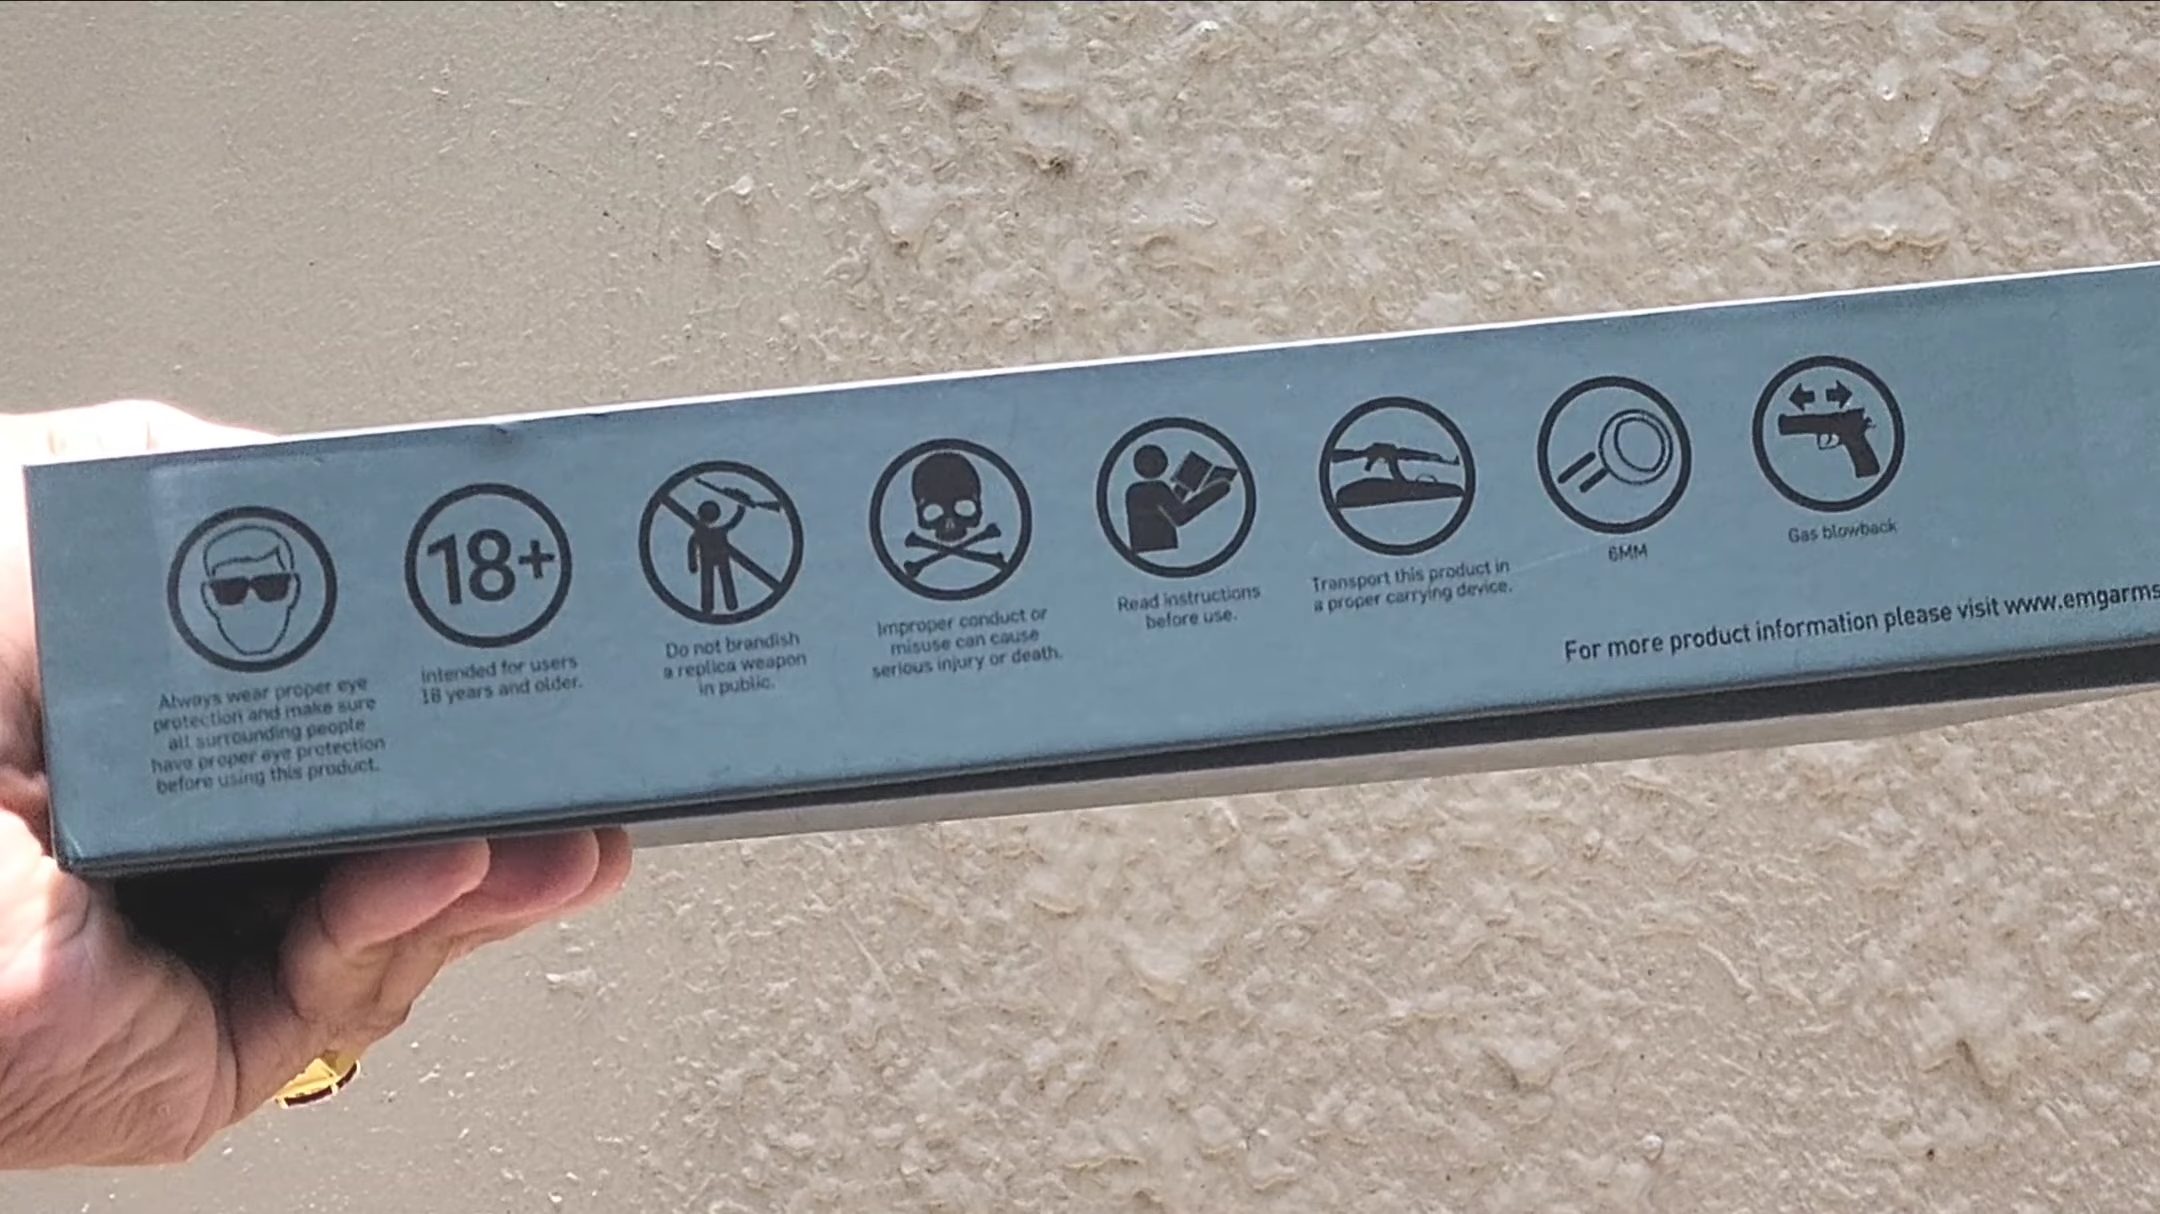 Always wear proper eye
protection and make sure
all surrounding people
have proper eye protection
before using this product.
18+
Intended for users
18 years and older.
Do not brandish
a replica weapon
in public.
Improper conduct or
misuse can cause
serious injury or death.
Read instructions
before use.
Transport this product in
a proper carrying device.
6MM
Gas blowback
For more product information please visit www.emgarms